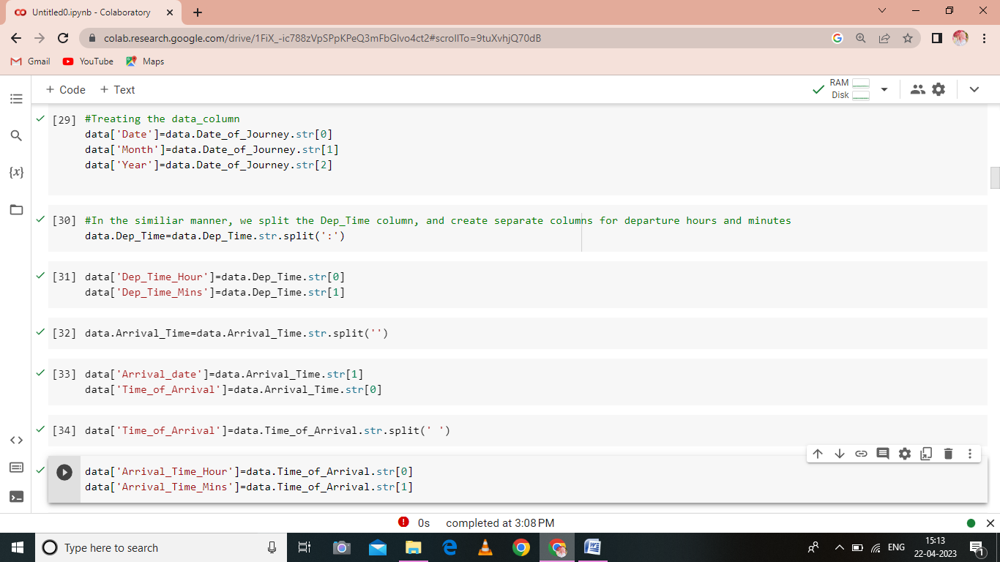 Untitled0.ipynb - Colaboratory
colab.research.google.com/drive/1FiX_-ic788zVpSPpKPeQ3mFbGlvo4ct2#scrollTo=9tuXvhjQ70dB
Gmail YouTube Maps
+ Code + Text RAM
Disk
[29] #Treating the data_column
data['Date']=data.Date_of_Journey.str[0]
data['Month']=data.Date_of_Journey.str[1]
data['Year']=data.Date_of_Journey.str[2]
[30] #In the similiar manner, we split the Dep_Time column, and create separate columns for departure hours and minutes
data.Dep_Time=data.Dep_Time.str.split(':')
[31] data['Dep_Time_Hour']=data.Dep_Time.str[0]
data['Dep_Time_Mins']=data.Dep_Time.str[1]
[32] data.Arrival_Time=data.Arrival_Time.str.split('')
[33] data['Arrival_date']=data.Arrival_Time.str[1]
data['Time_of_Arrival']=data.Arrival_Time.str[0]
[34] data['Time_of_Arrival']=data.Time_of_Arrival.str.split(' ')
data['Arrival_Time_Hour']=data.Time_of_Arrival.str[0]
data['Arrival_Time_Mins']=data.Time_of_Arrival.str[1]
0s completed at 3:08 PM
Type here to search
ENG
15:13
22-04-2023
1